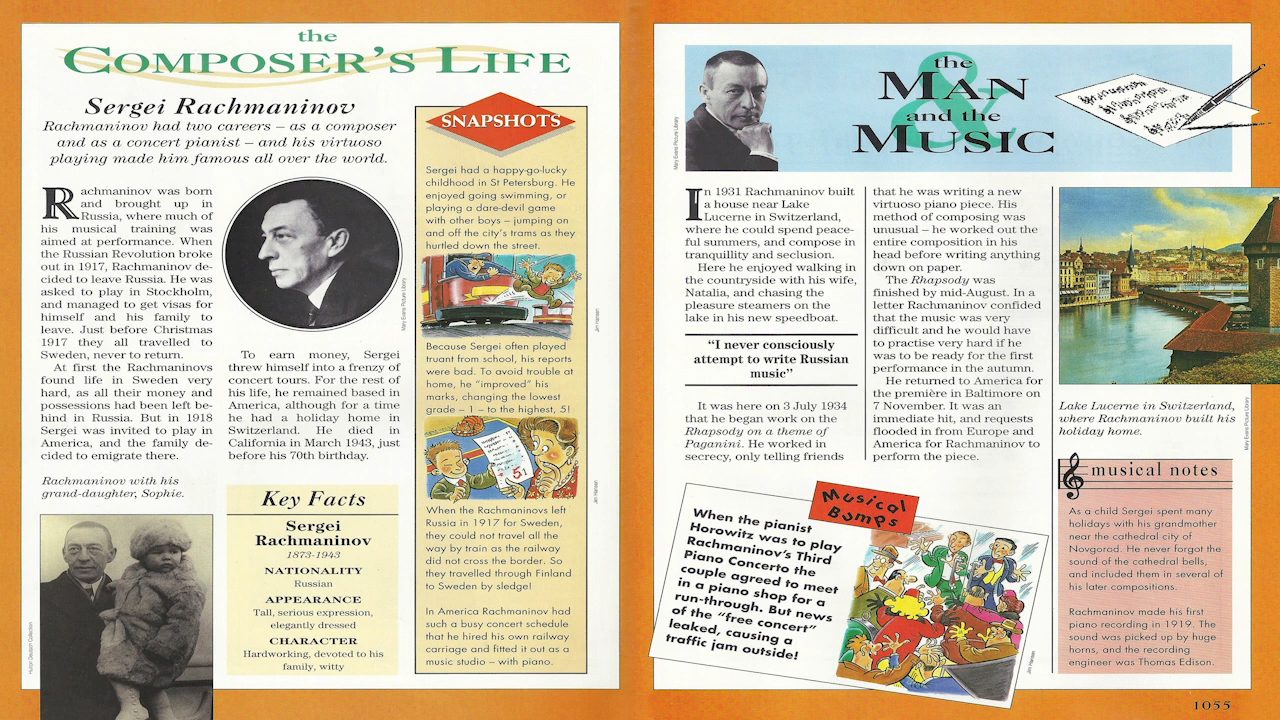 the
COMPOSER'S LIFE
Sergei Rachmaninov
Rachmaninov had two careers – as a composer
and as a concert pianist – and his virtuoso
playing made him famous all over the world.
Rachmaninov was born
and brought up in
Russia, where much of
his musical training was
aimed at performance. When
the Russian Revolution broke
out in 1917, Rachmaninov de-
cided to leave Russia. He was
asked to play in Stockholm,
and managed to get visas for
himself and his family to
leave. Just before Christmas
1917 they all travelled to
Sweden, never to return.
At first the Rachmaninovs
found life in Sweden very
hard, as all their money and
possessions had been left be-
hind in Russia. But in 1918
Sergei was invited to play in
America, and the family de-
cided to emigrate there.
Mary Evans Picture Library
To earn money, Sergei
threw himself into a frenzy of
concert tours. For the rest of
his life, he remained based in
America, although for a time
he had a holiday home in
Switzerland. He died in
California in March 1943, just
before his 70th birthday.
Rachmaninov with his
grand-daughter, Sophie.
Hulton Deutsch Collection
Key Facts
Sergei
Rachmaninov
1873-1943
NATIONALITY
Russian
APPEARANCE
Tall, serious expression,
elegantly dressed
CHARACTER
Hardworking, devoted to his
family, witty
SNAPSHOTS
Sergei had a happy-go-lucky
childhood in St Petersburg. He
enjoyed going swimming, or
playing a dare-devil game
with other boys – jumping on
and off the city's trams as they
hurtled down the street.
Jim Hansen
Because Sergei often played
truant from school, his reports
were bad. To avoid trouble at
home, he "improved" his
marks, changing the lowest
grade – 1 – to the highest, 5!
51
Jim Hansen
When the Rachmaninovs left
Russia in 1917 for Sweden,
they could not travel all the
way by train as the railway
did not cross the border. So
they travelled through Finland
to Sweden by sledge!
In America Rachmaninov had
such a busy concert schedule
that he hired his own railway
carriage and fitted it out as a
music studio – with piano.
Mary Evans Picture Library
the
MAN
&
and the
MUSIC
In 1931 Rachmaninov built
a house near Lake
Lucerne in Switzerland,
where he could spend peace-
ful summers, and compose in
tranquillity and seclusion.
Here he enjoyed walking in
the countryside with his wife,
Natalia, and chasing the
pleasure steamers on the
lake in his new speedboat.
"I never consciously
attempt to write Russian
music"
It was here on 3 July 1934
that he began work on the
Rhapsody on a theme of
Paganini. He worked in
secrecy, only telling friends
that he was writing a new
virtuoso piano piece. His
method of composing was
unusual – he worked out the
entire composition in his
head before writing anything
down on paper.
The Rhapsody was
finished by mid-August. In a
letter Rachmaninov confided
that the music was very
difficult and he would have
to practise very hard if he
was to be ready for the first
performance in the autumn.
He returned to America for
the première in Baltimore on
7 November. It was an
immediate hit, and requests
flooded in from Europe and
America for Rachmaninov to
perform the piece.
Lake Lucerne in Switzerland,
where Rachmaninov built his
holiday home.
Mary Evans Picture Library
Musical
Bumps
When the pianist
Horowitz was to play
Rachmaninov's Third
Piano Concerto the
couple agreed to meet
in a piano shop for a
run-through. But news
of the "free concert"
leaked, causing a
traffic jam outside!
Jim Hansen
musical notes
As a child Sergei spent many
holidays with his grandmother
near the cathedral city of
Novgorod. He never forgot the
sound of the cathedral bells,
and included them in several of
his later compositions.
Rachmaninov made his first
piano recording in 1919. The
sound was picked up by huge
horns, and the recording
engineer was Thomas Edison.
1055